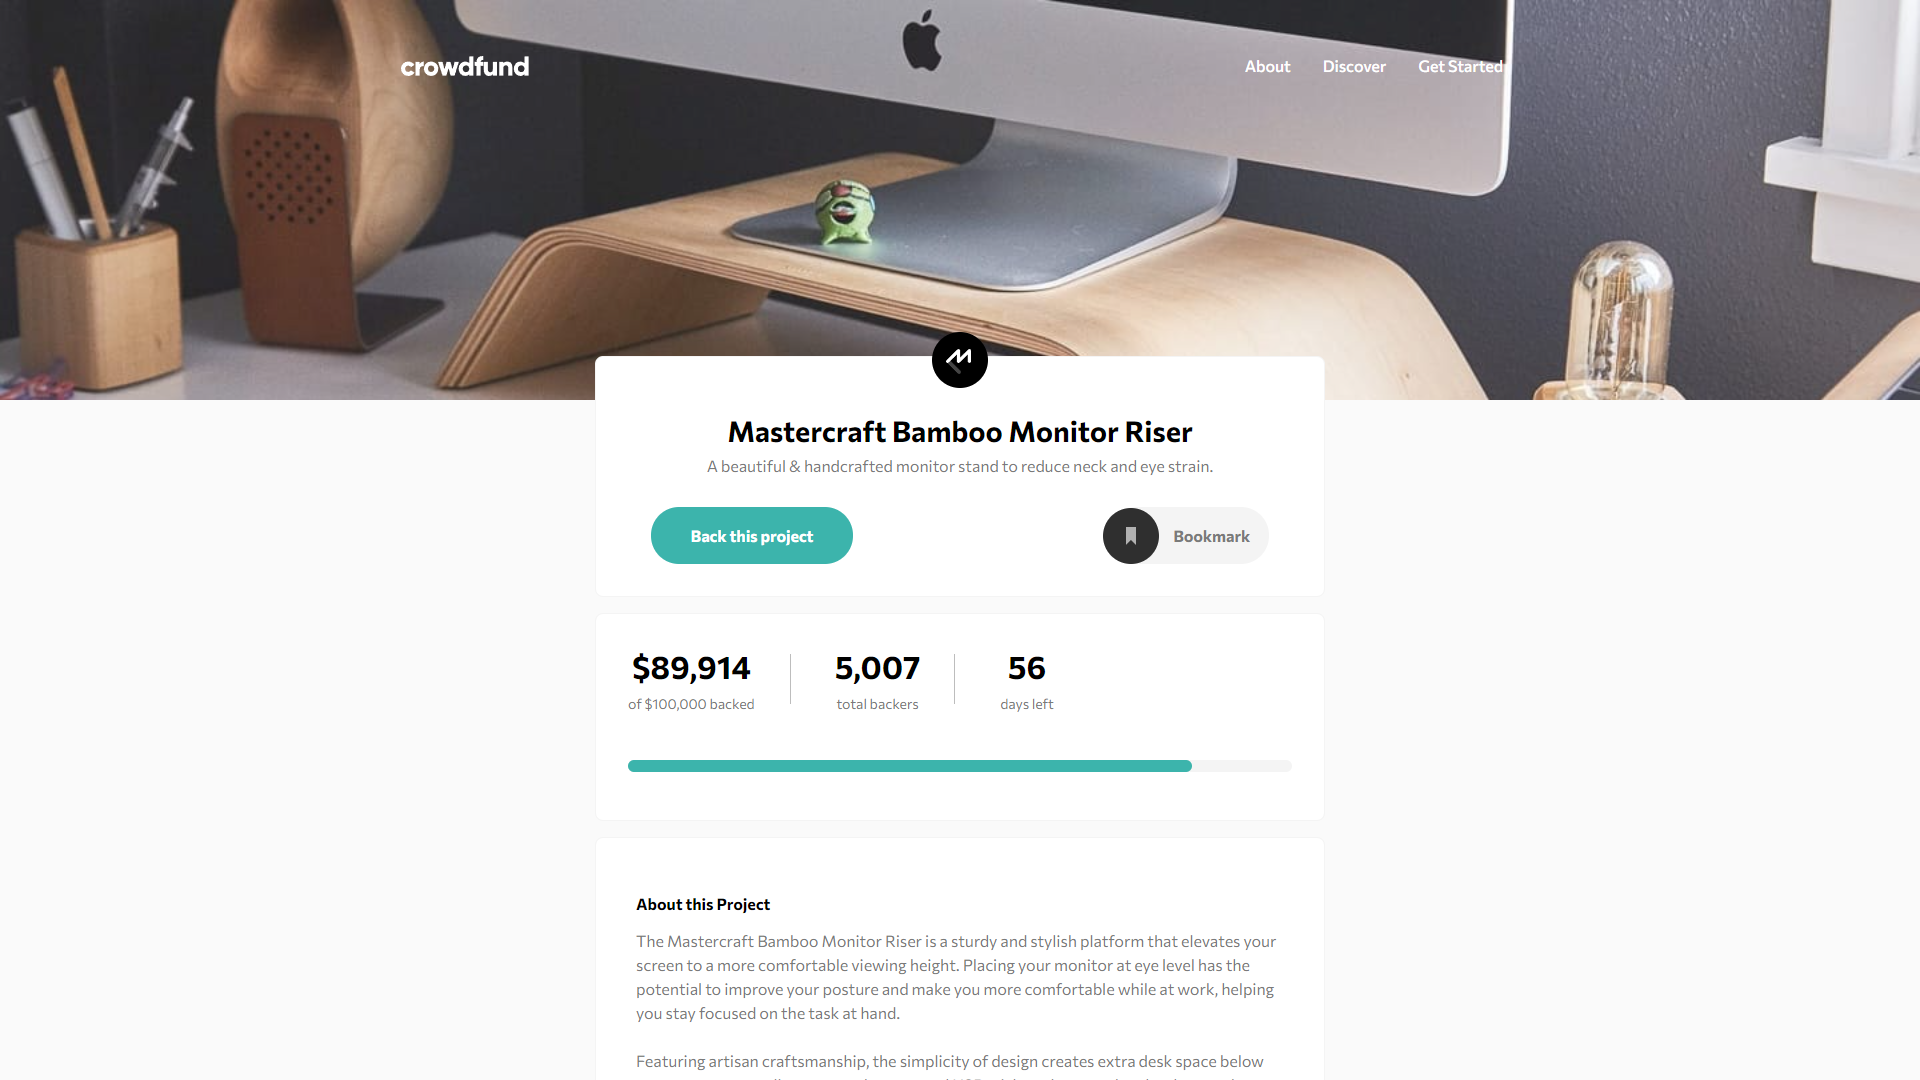 crowdfund
About
Discover
Get Started
Mastercraft Bamboo Monitor Riser
A beautiful & handcrafted monitor stand to reduce neck and eye strain.
Back this project
Bookmark
$89,914
of $100,000 backed
5,007
total backers
56
days left
About this Project
The Mastercraft Bamboo Monitor Riser is a sturdy and stylish platform that elevates your
screen to a more comfortable viewing height. Placing your monitor at eye level has the
potential to improve your posture and make you more comfortable while at work, helping
you stay focused on the task at hand.
Featuring artisan craftsmanship, the simplicity of design creates extra desk space below